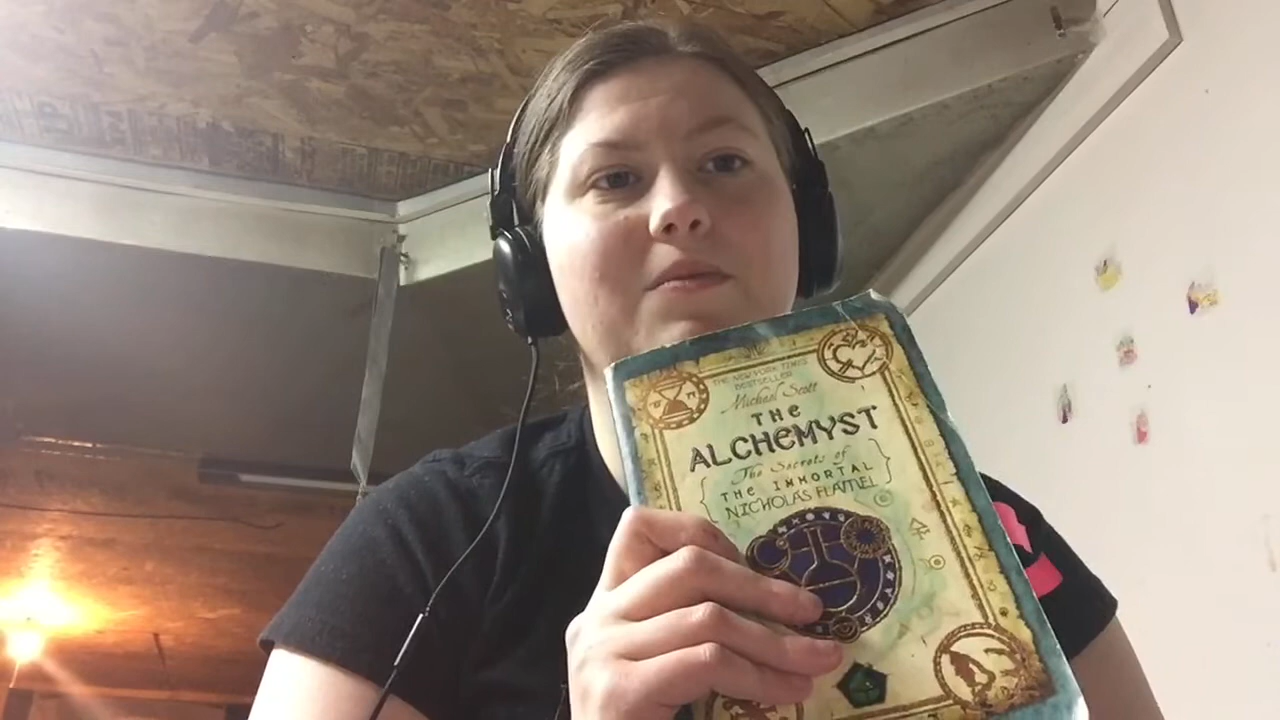 THE NEW YORK TIMES
BESTSELLER
Michael Scott
THE
ALCHEMYST
The Secrets of
THE IMMORTAL
NICHOLAS FLAMEL